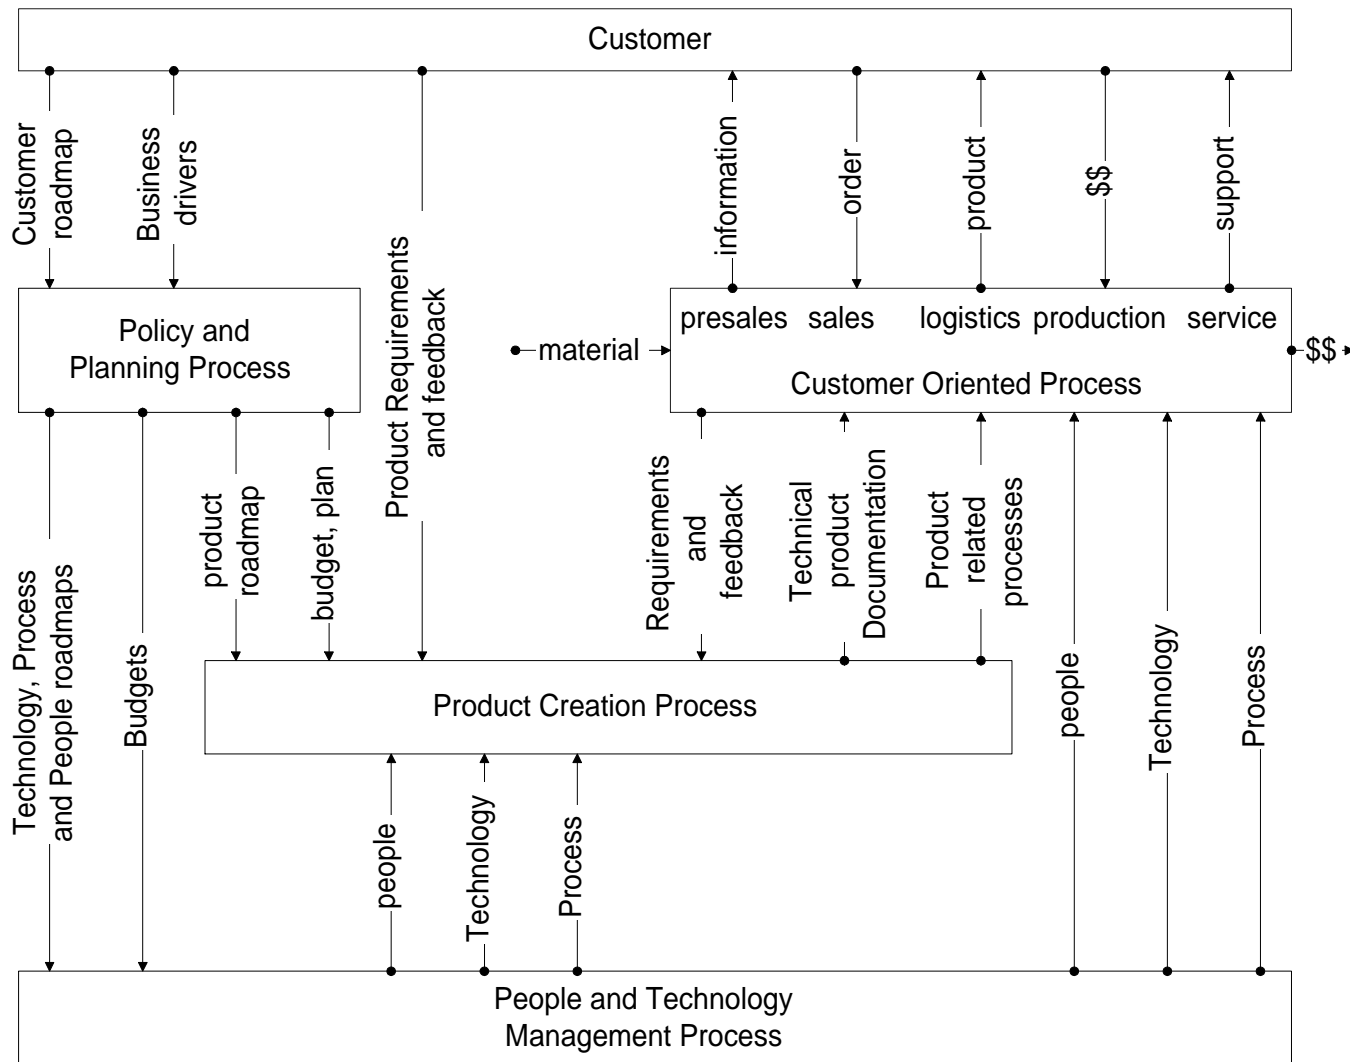 Customer
Customer
roadmap
Business
drivers
Product Requirements
and feedback
information
order
product
$$
support
Policy and
Planning Process
material
presales sales logistics production service
Customer Oriented Process
$$
Technology, Process
and People roadmaps
Budgets
product
roadmap
budget, plan
Requirements
and
feedback
Technical
product
Documentation
Product
related
processes
people
Technology
Process
Product Creation Process
people
Technology
Process
People and Technology
Management Process